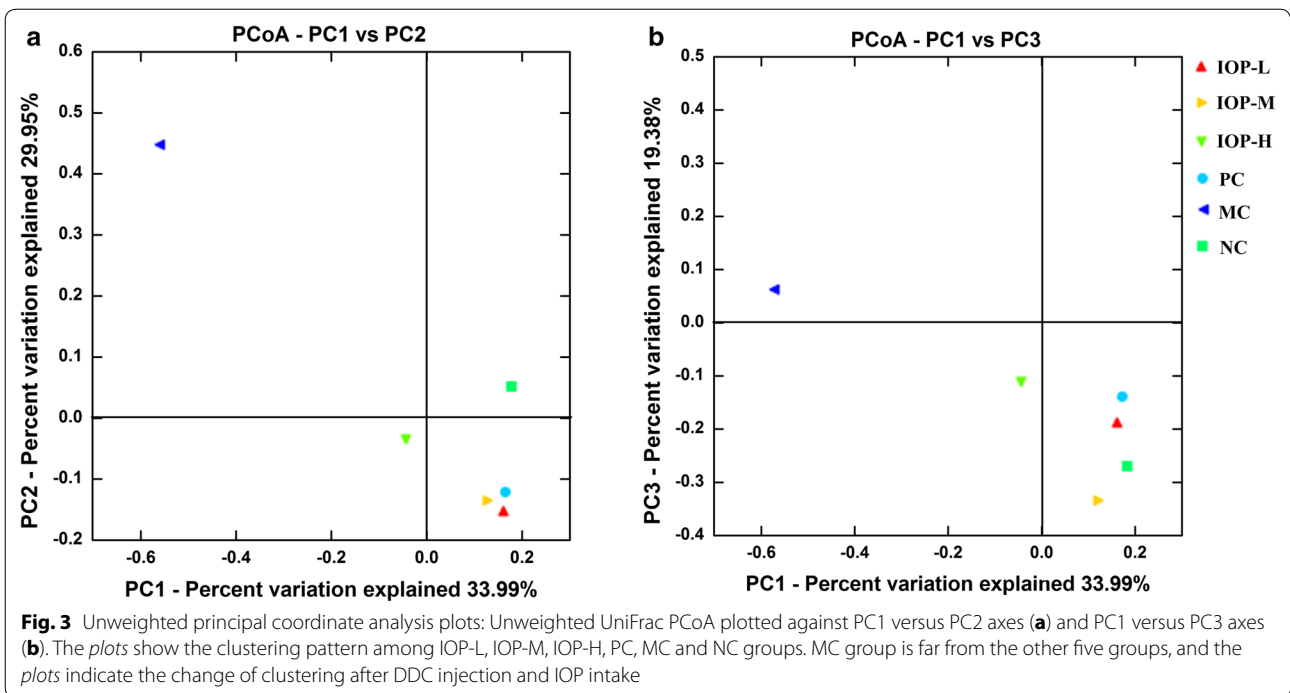 a
PCoA - PC1 vs PC2
PC2 - Percent variation explained 29.95%
0.6
0.5
0.4
0.3
0.2
0.1
0.0
-0.1
-0.2
-0.6
-0.4
-0.2
0.0
0.2
PC1 - Percent variation explained 33.99%
b
PCoA - PC1 vs PC3
PC3 - Percent variation explained 19.38%
0.5
0.4
0.3
0.2
0.1
0.0
-0.1
-0.2
-0.3
-0.4
-0.6
-0.4
-0.2
0.0
0.2
PC1 - Percent variation explained 33.99%
IOP-L
IOP-M
IOP-H
PC
MC
NC
Fig. 3 Unweighted principal coordinate analysis plots: Unweighted UniFrac PCoA plotted against PC1 versus PC2 axes (a) and PC1 versus PC3 axes
(b). The plots show the clustering pattern among IOP-L, IOP-M, IOP-H, PC, MC and NC groups. MC group is far from the other five groups, and the
plots indicate the change of clustering after DDC injection and IOP intake